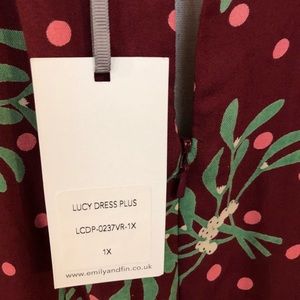 LUCY DRESS PLUS
LCDP-0237VR-1X
1X
www.emilyandfin.co.uk